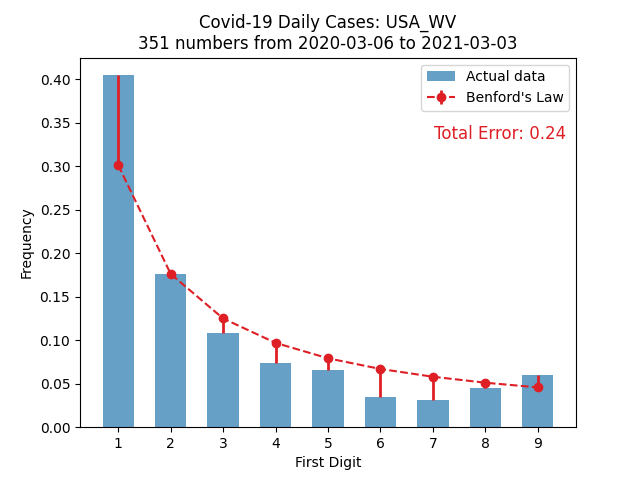 Covid-19 Daily Cases: USA_WV
351 numbers from 2020-03-06 to 2021-03-03
Actual data
Benford's Law
Total Error: 0.24
Frequency
0.40
0.35
0.30
0.25
0.20
0.15
0.10
0.05
0.00
1 2 3 4 5 6 7 8 9
First Digit